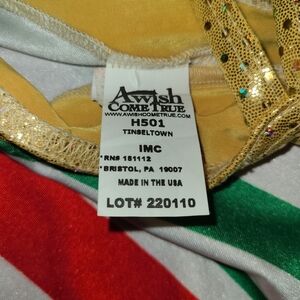 A wish
COME TRUE
WWW.AWISHCOMETRUE.COM
H501
TINSELTOWN
IMC
*RN# 151112
*BRISTOL, PA 19007
MADE IN THE USA
LOT# 220110